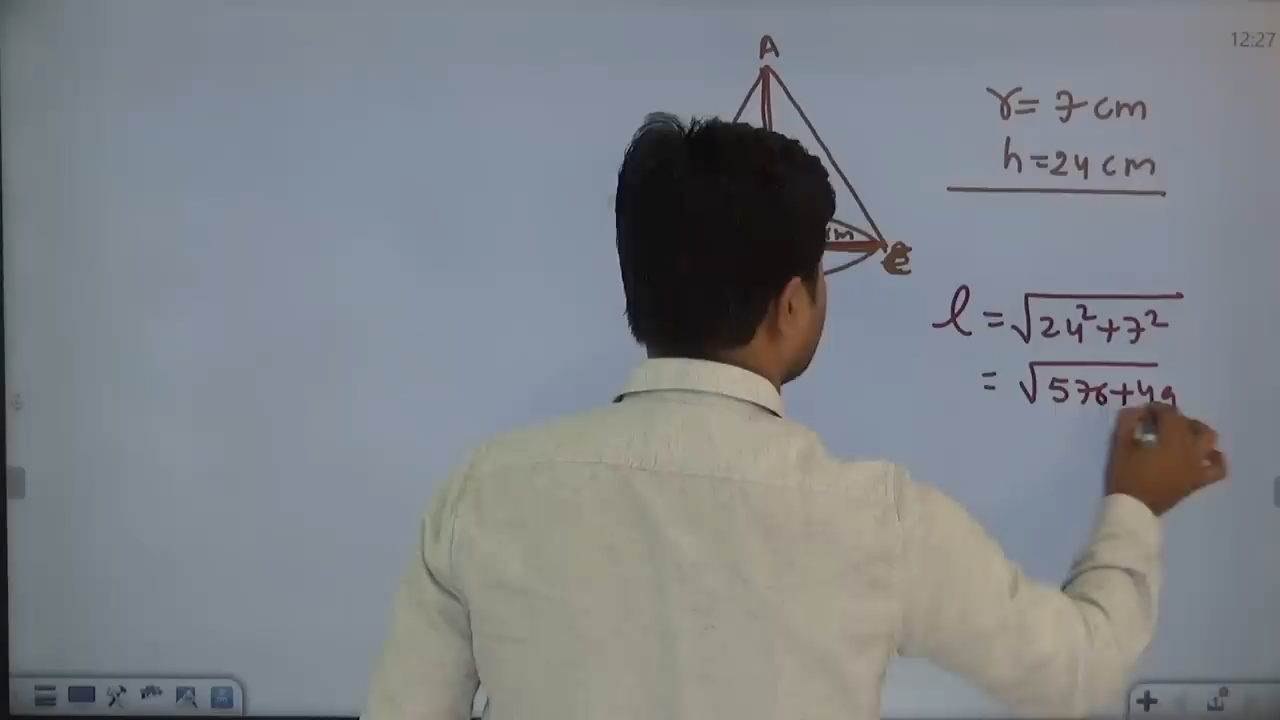 12:27
A
r = 7 cm
h = 24 cm
m
l = √24²+7²
= √576+49